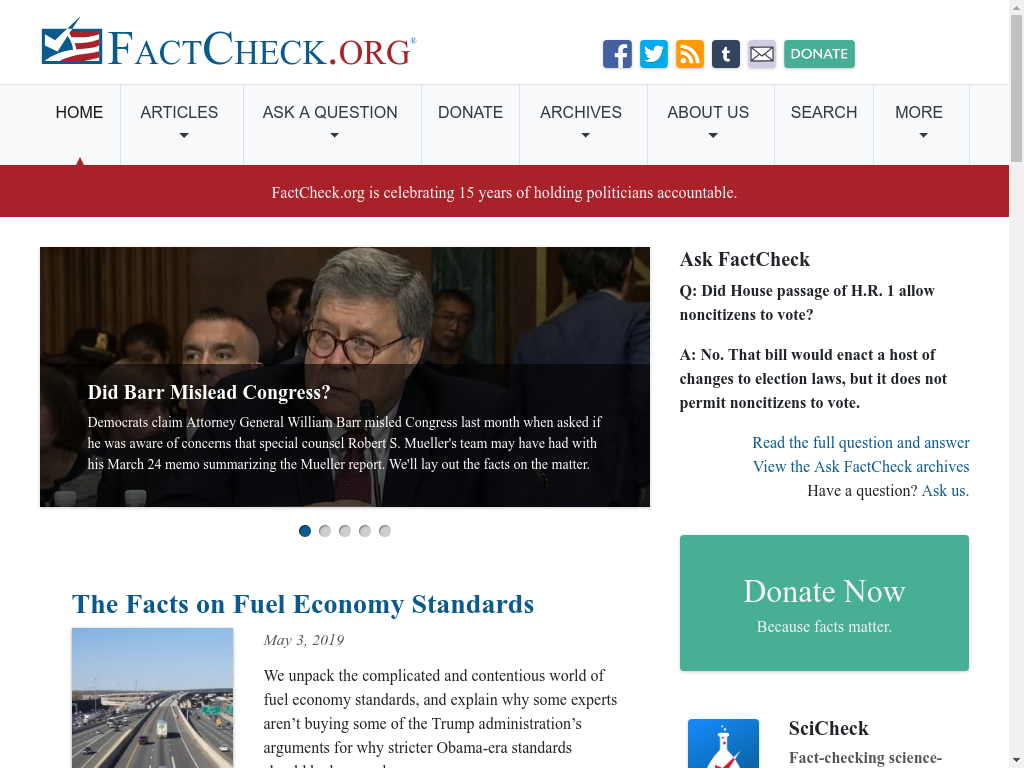 FACTCHECK.ORG®
DONATE
HOME
ARTICLES
ASK A QUESTION
DONATE
ARCHIVES
ABOUT US
SEARCH
MORE
FactCheck.org is celebrating 15 years of holding politicians accountable.
Did Barr Mislead Congress?
Democrats claim Attorney General William Barr misled Congress last month when asked if
he was aware of concerns that special counsel Robert S. Mueller's team may have had with
his March 24 memo summarizing the Mueller report. We'll lay out the facts on the matter.
The Facts on Fuel Economy Standards
May 3, 2019
We unpack the complicated and contentious world of
fuel economy standards, and explain why some experts
aren’t buying some of the Trump administration’s
arguments for why stricter Obama-era standards
Ask FactCheck
Q: Did House passage of H.R. 1 allow
noncitizens to vote?
A: No. That bill would enact a host of
changes to election laws, but it does not
permit noncitizens to vote.
Read the full question and answer
View the Ask FactCheck archives
Have a question? Ask us.
Donate Now
Because facts matter.
SciCheck
Fact-checking science-